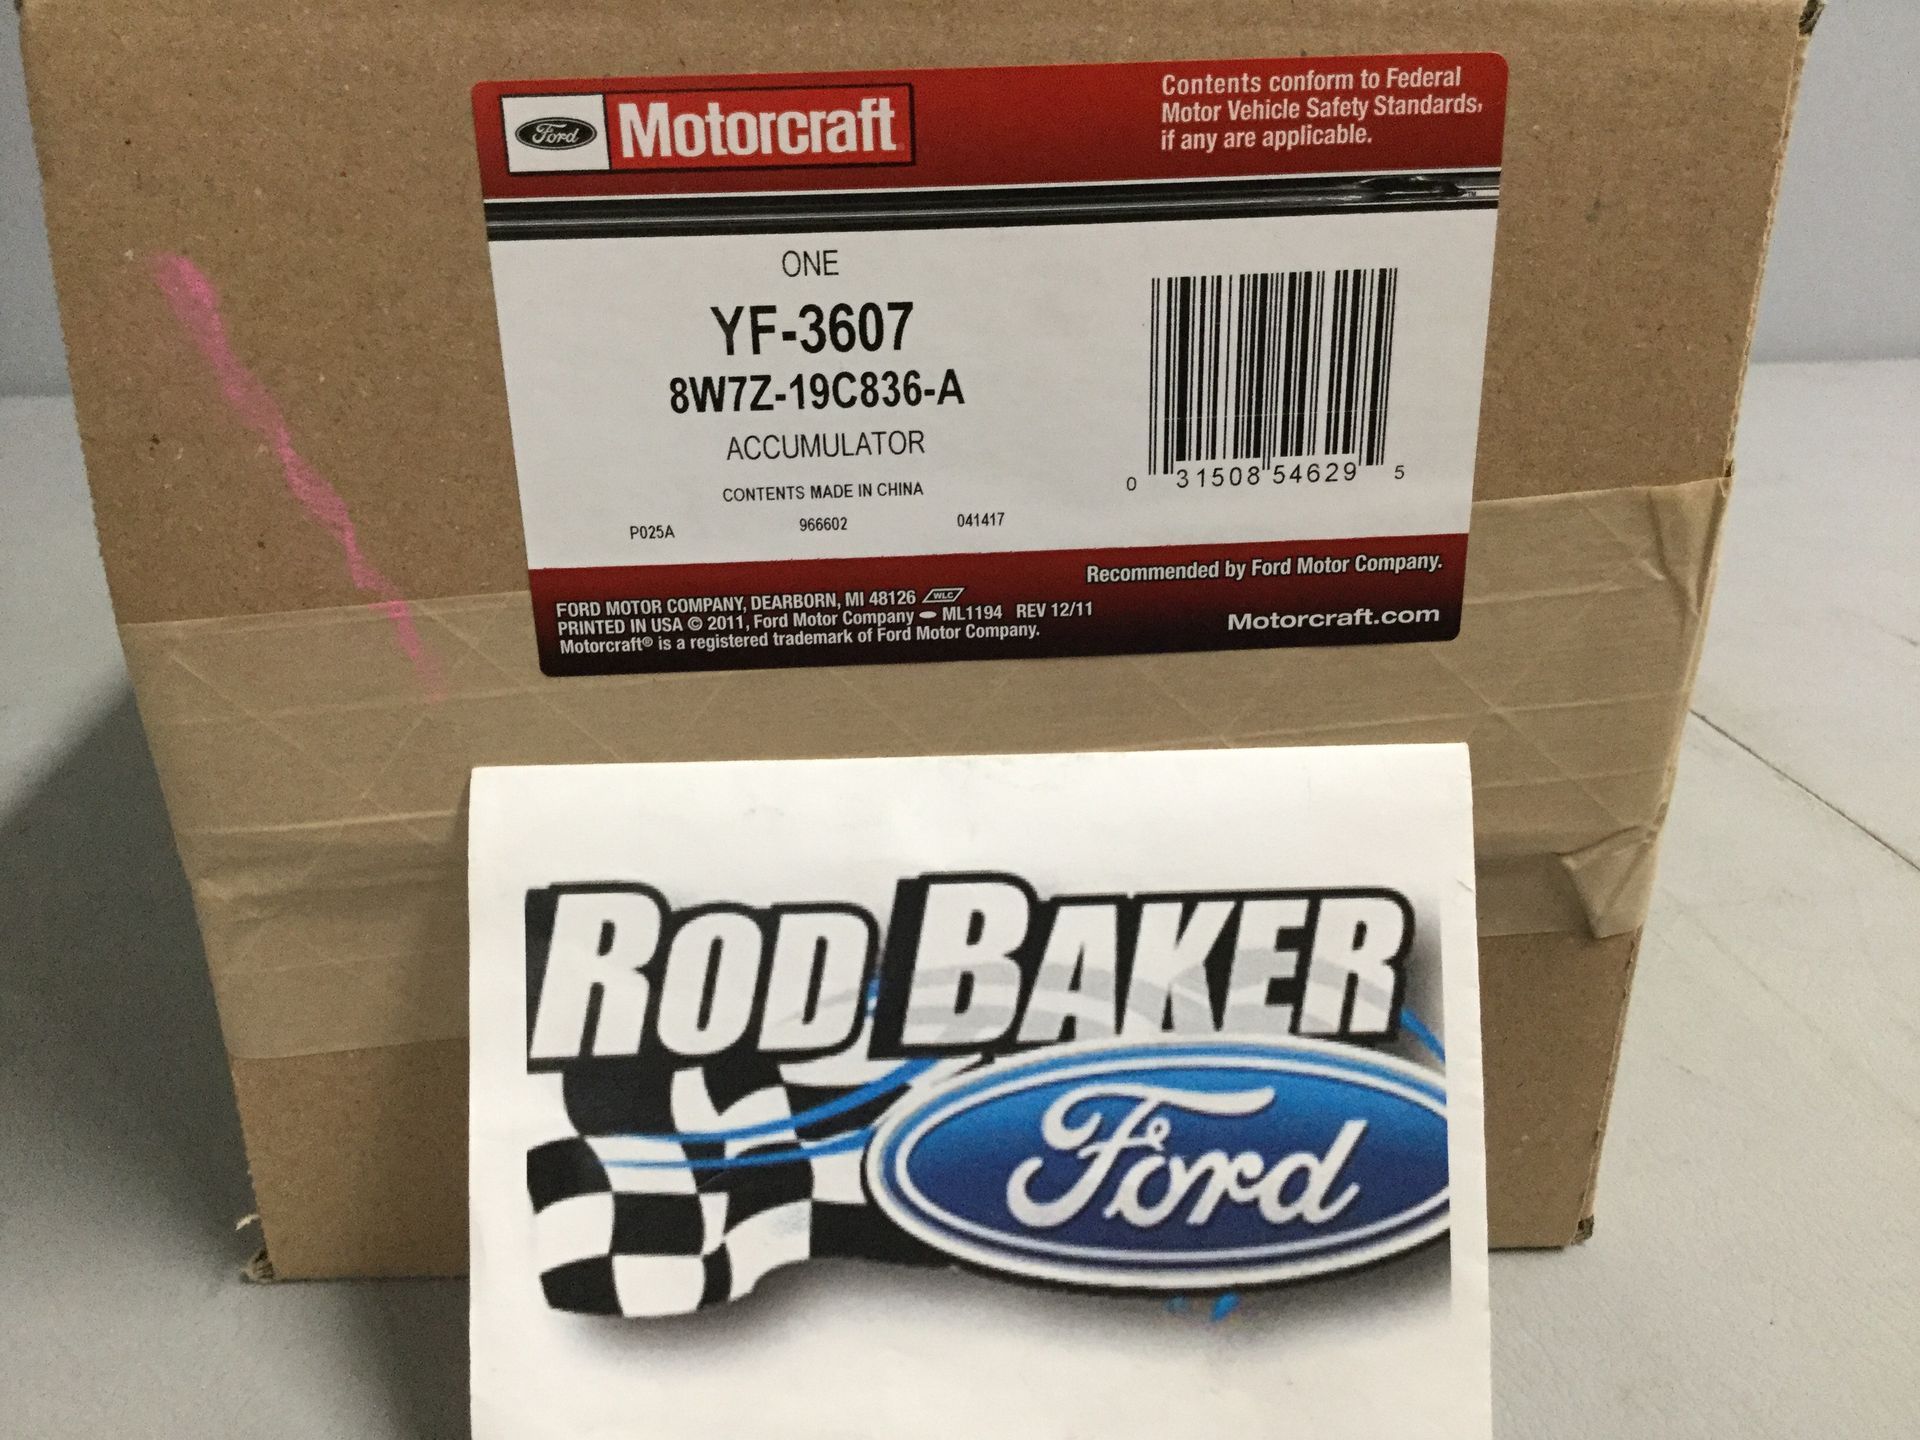 Ford Motorcraft
Contents conform to Federal
Motor Vehicle Safety Standards,
if any are applicable.
TM
ONE
YF-3607
8W7Z-19C836-A
ACCUMULATOR
CONTENTS MADE IN CHINA
P025A 966602 041417
0 31508 54629 5
Recommended by Ford Motor Company.
FORD MOTOR COMPANY, DEARBORN, MI 48126 WLC
PRINTED IN USA © 2011, Ford Motor Company ML1194 REV 12/11
Motorcraft® is a registered trademark of Ford Motor Company.
Motorcraft.com
ROD BAKER
Ford